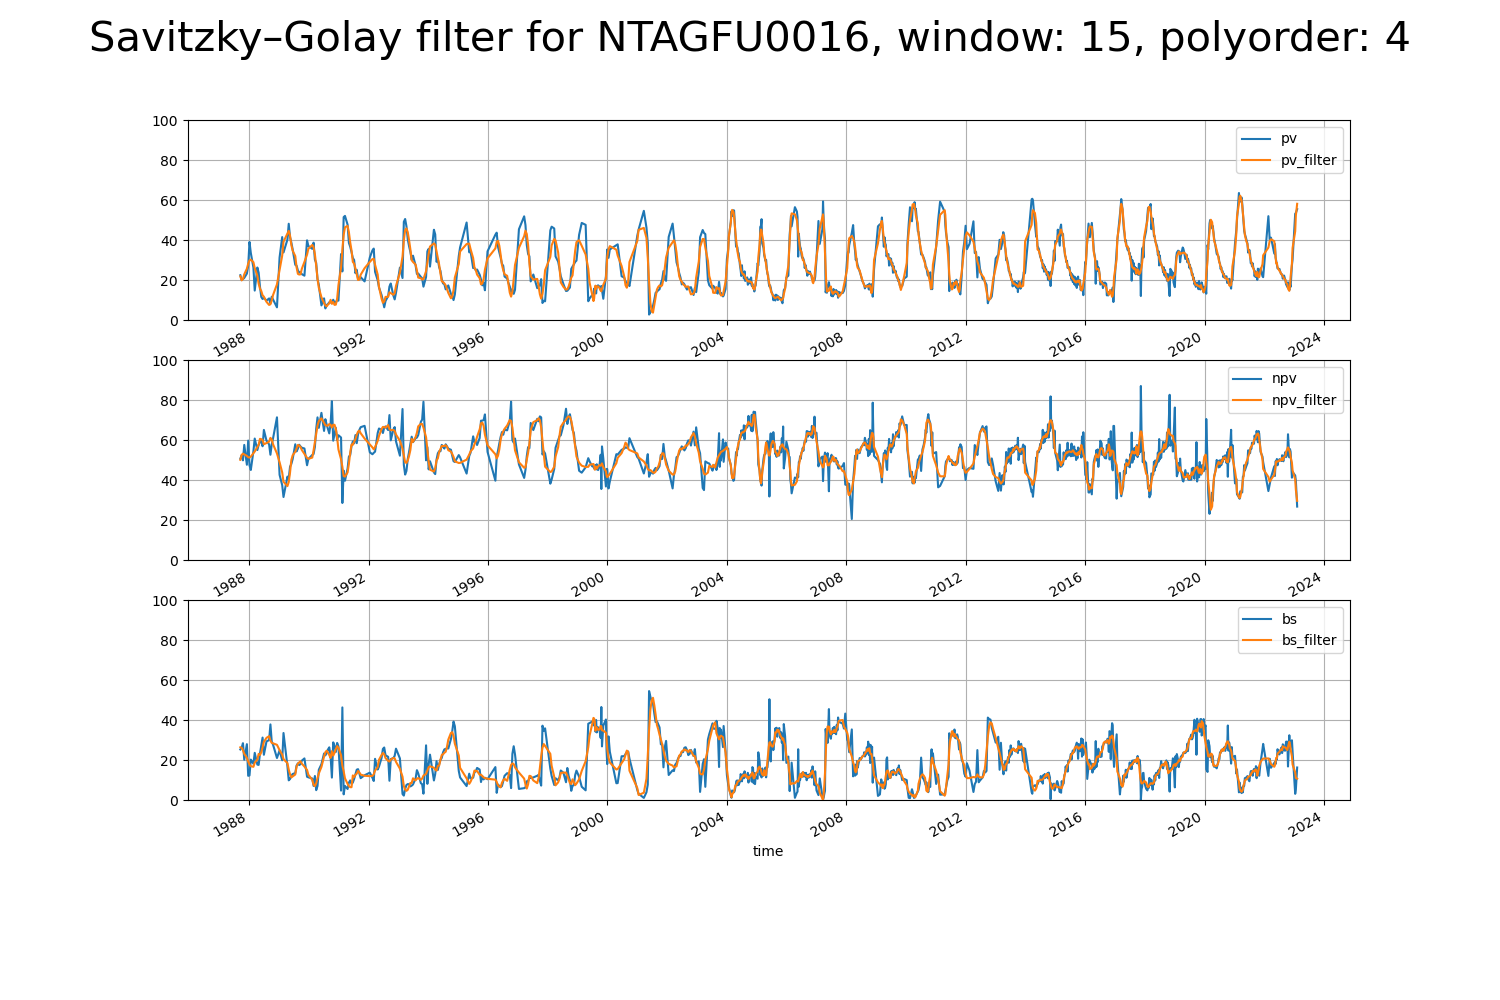 Savitzky–Golay filter for NTAGFU0016, window: 15, polyorder: 4
100
80
60
40
20
0
pv
pv_filter
1988 1992 1996 2000 2004 2008 2012 2016 2020 2024
100
80
60
40
20
0
npv
npv_filter
1988 1992 1996 2000 2004 2008 2012 2016 2020 2024
100
80
60
40
20
0
bs
bs_filter
1988 1992 1996 2000 2004 2008 2012 2016 2020 2024
time